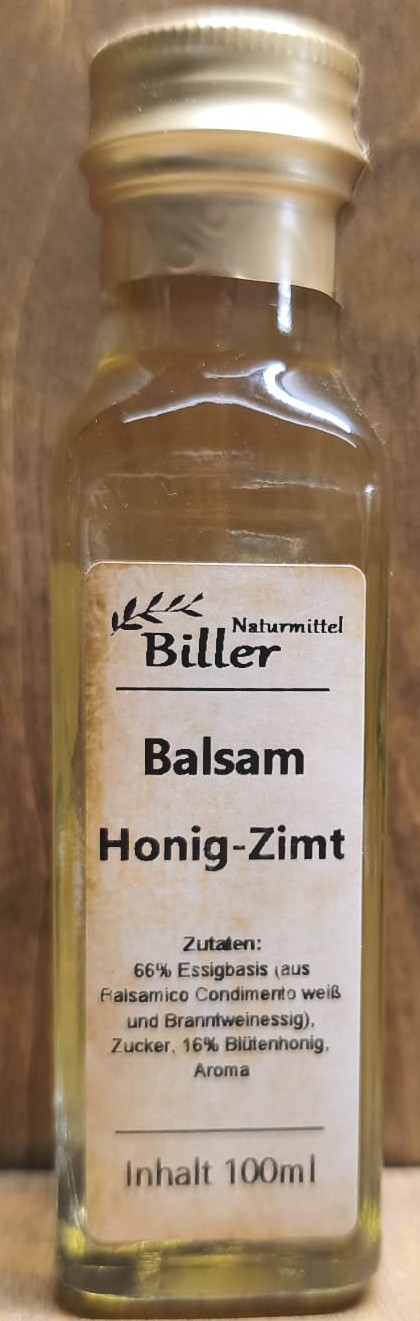 Naturmittel
Biller
Balsam
Honig-Zimt
Zutaten:
66% Essigbasis (aus
Balsamico Condimento weiß
und Branntweinessig),
Zucker, 16% Blütenhonig,
Aroma
Inhalt 100ml